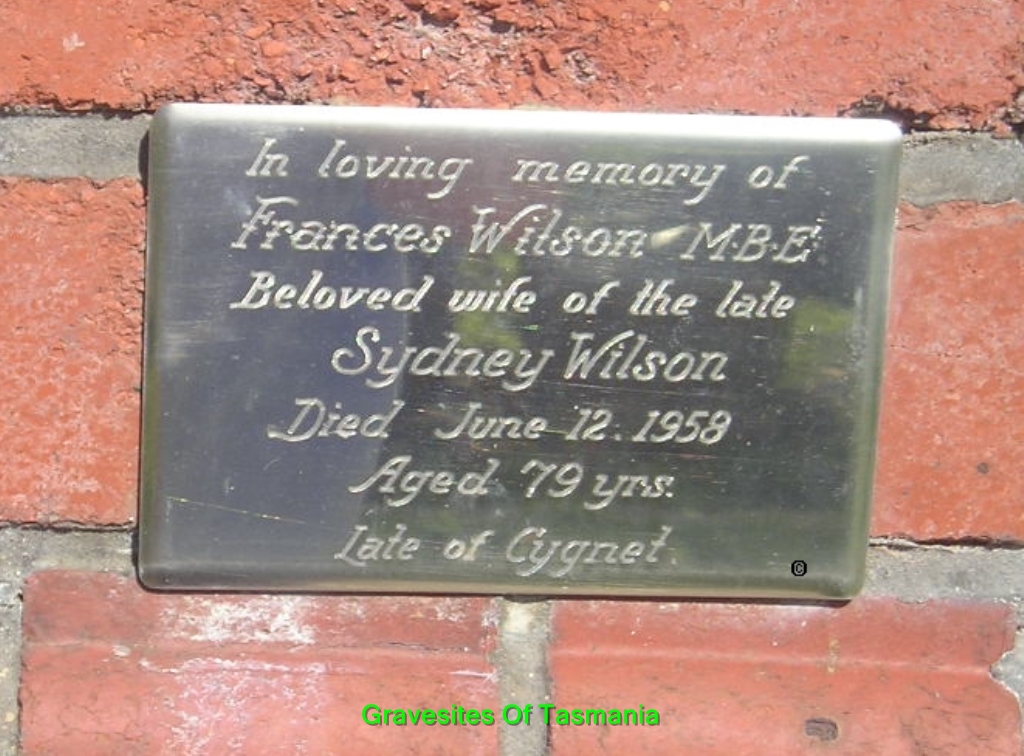 In loving memory of
Frances Wilson M·B·E
Beloved wife of the late
Sydney Wilson
Died June 12. 1958
Aged 79 yrs.
Late of Cygnet.
©
Gravesites Of Tasmania